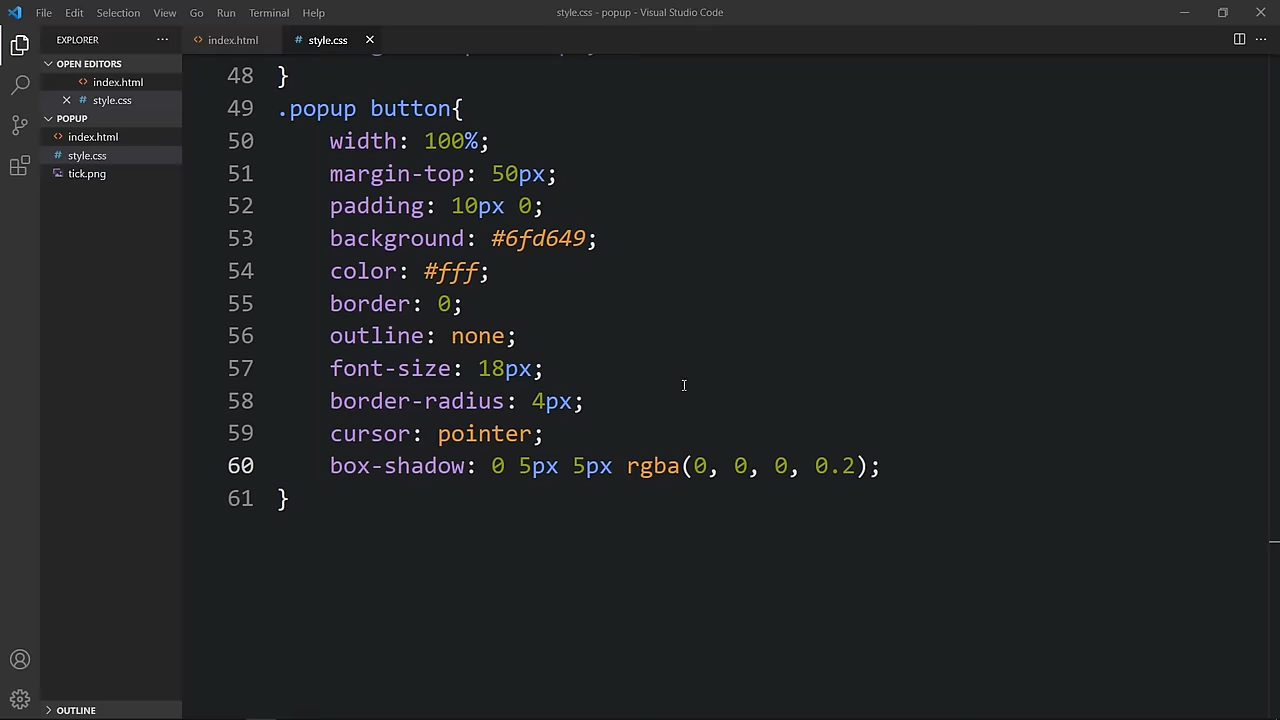 File Edit Selection View Go Run Terminal Help
style.css - popup - Visual Studio Code
EXPLORER
index.html
# style.css
OPEN EDITORS
index.html
# style.css
POPUP
index.html
# style.css
tick.png
48 }
49 .popup button{
50 width: 100%;
51 margin-top: 50px;
52 padding: 10px 0;
53 background: #6fd649;
54 color: #fff;
55 border: 0;
56 outline: none;
57 font-size: 18px;
58 border-radius: 4px;
59 cursor: pointer;
60 box-shadow: 0 5px 5px rgba(0, 0, 0, 0.2);
61 }
OUTLINE